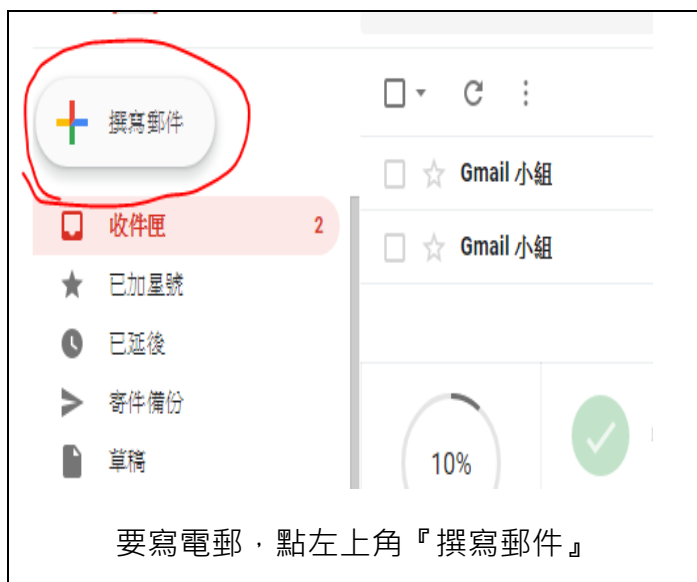 撰寫郵件
Gmail 小組
收件匣 2
Gmail 小組
已加星號
已延後
寄件備份
草稿
10%
要寫電郵，點左上角『撰寫郵件』